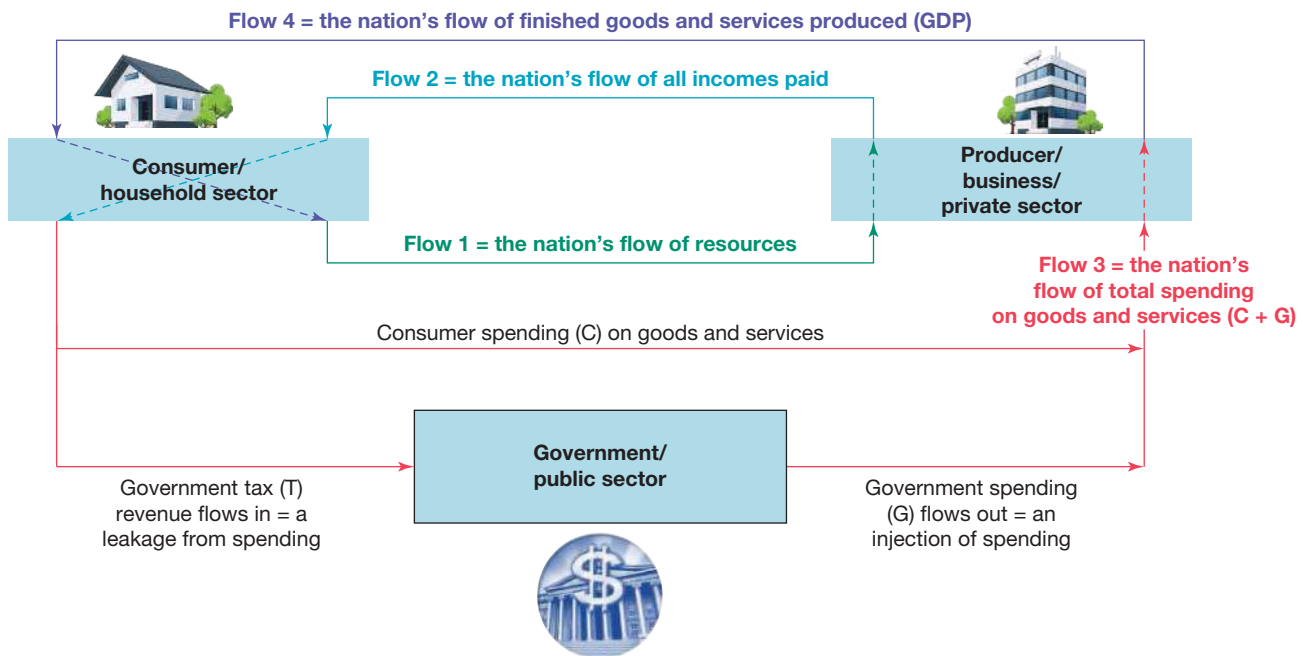 Flow 4 = the nation’s flow of finished goods and services produced (GDP)
Flow 2 = the nation’s flow of all incomes paid
Consumer/
household sector
Producer/
business/
private sector
Flow 1 = the nation’s flow of resources
Flow 3 = the nation’s
flow of total spending
on goods and services (C + G)
Consumer spending (C) on goods and services
Government/
public sector
Government tax (T)
revenue flows in = a
leakage from spending
Government spending
(G) flows out = an
injection of spending
$